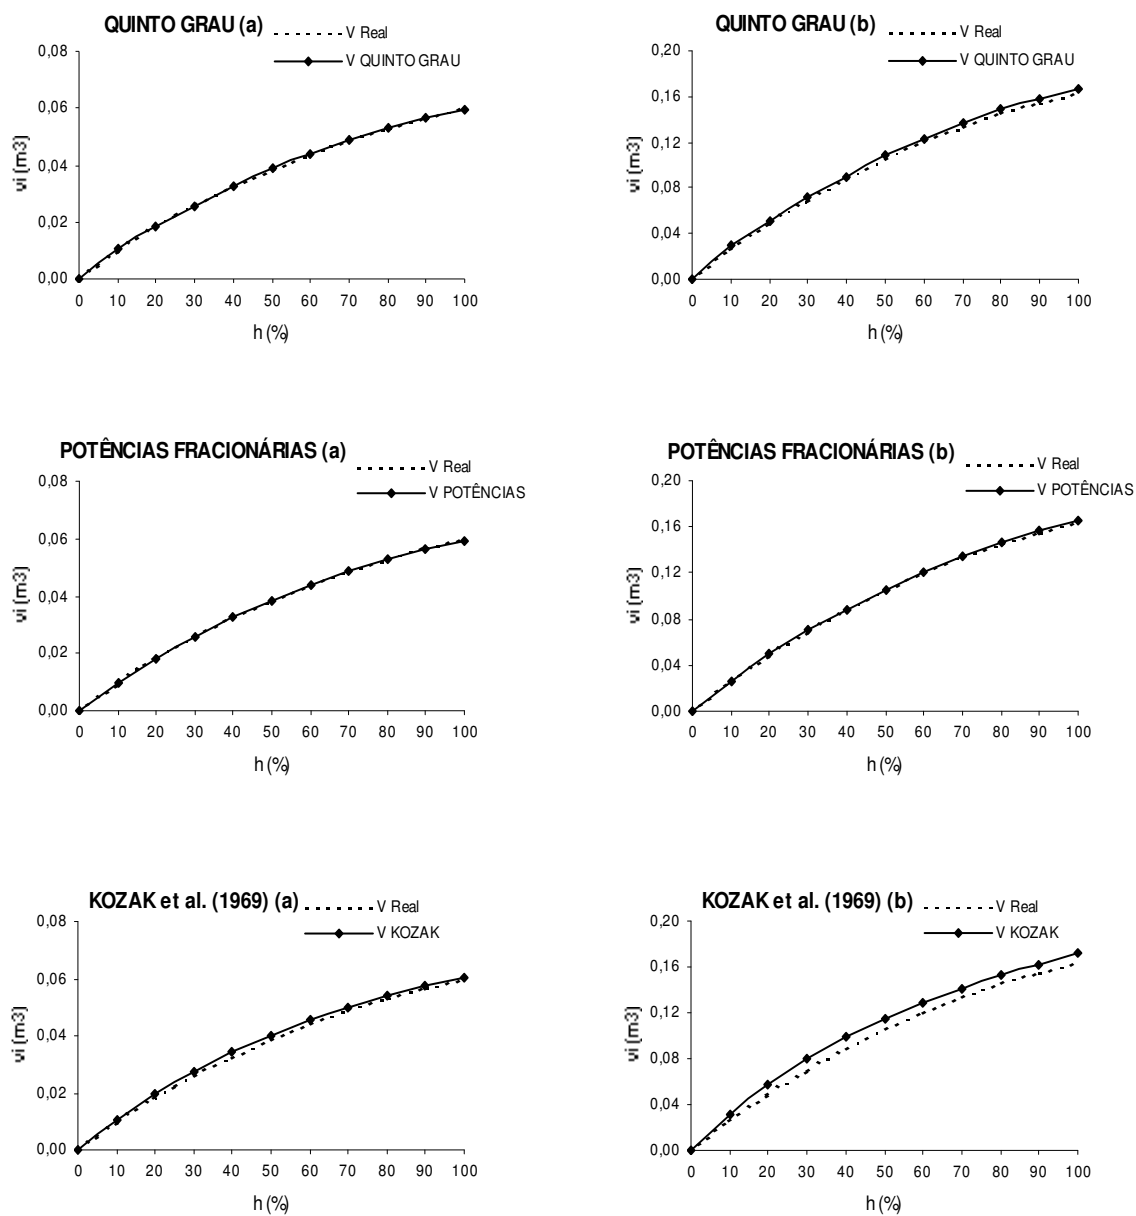 QUINTO GRAU (a)
V Real
V QUINTO GRAU
0,08
0,06
0,04
0,02
0,00
vi (m3)
0 10 20 30 40 50 60 70 80 90 100
h (%)
QUINTO GRAU (b)
V Real
V QUINTO GRAU
0,20
0,16
0,12
0,08
0,04
0,00
vi (m3)
0 10 20 30 40 50 60 70 80 90 100
h (%)
POTÊNCIAS FRACIONÁRIAS (a)
V Real
V POTÊNCIAS
0,08
0,06
0,04
0,02
0,00
vi (m3)
0 10 20 30 40 50 60 70 80 90 100
h (%)
POTÊNCIAS FRACIONÁRIAS (b)
V Real
V POTÊNCIAS
0,20
0,16
0,12
0,08
0,04
0,00
vi (m3)
0 10 20 30 40 50 60 70 80 90 100
h (%)
KOZAK et al. (1969) (a)
V Real
V KOZAK
0,08
0,06
0,04
0,02
0,00
vi (m3)
0 10 20 30 40 50 60 70 80 90 100
h (%)
KOZAK et al. (1969) (b)
V Real
V KOZAK
0,20
0,16
0,12
0,08
0,04
0,00
vi (m3)
0 10 20 30 40 50 60 70 80 90 100
h (%)